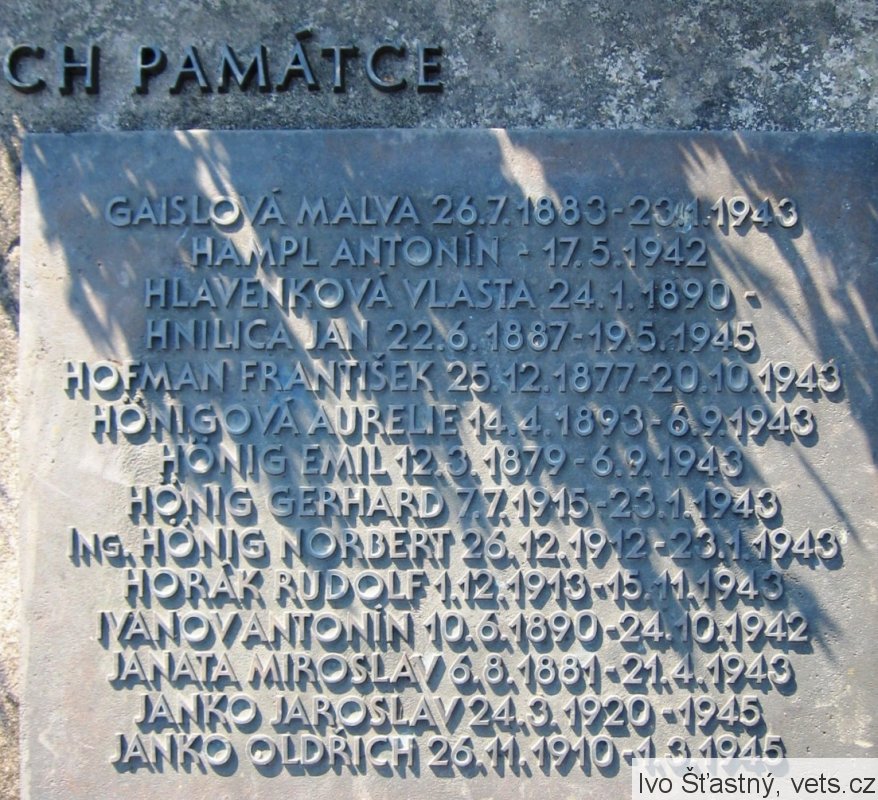 CH PAMÁTCE
GAISLOVÁ MALVA 26.7.1883-23.1.1943
HAMPL ANTONÍN - 17.5.1942
HLAVENKOVÁ VLASTA 24.1.1890 -
HNILICA JAN 22.6.1887-19.5.1945
HOFMAN FRANTIŠEK 25.12.1877-20.10.1943
HÖNIGOVÁ AURELIE 14.4.1893-6.9.1943
HÖNIG EMIL 12.3.1879-6.9.1943
HÖNIG GERHARD 7.7.1915-23.1.1943
ING. HÖNIG NORBERT 26.12.1912-23.1.1943
HORÁK RUDOLF 1.12.1913-15.11.1943
IVANOV ANTONÍN 10.6.1890-24.10.1942
JANATA MIROSLAV 6.8.1881-21.4.1943
JANKO JAROSLAV 24.3.1920-1945
JANKO OLDŘICH 26.11.1910-1.3.1945
Ivo Šťastný, vets.cz